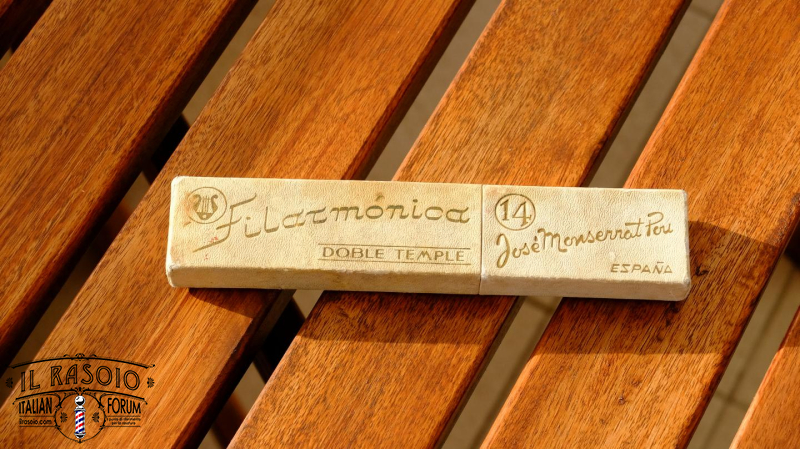 Filarmónica
DOBLE TEMPLE
14
José Monserrat Pou
ESPAÑA
IL RASOIO
ITALIAN FORUM
ilrasoio.com